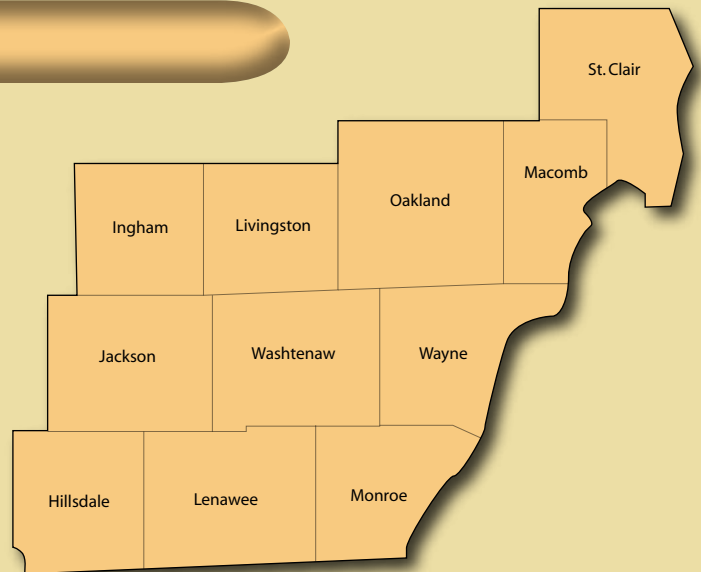 St. Clair
Macomb
Oakland
Livingston
Ingham
Jackson
Washtenaw
Wayne
Hillsdale
Lenawee
Monroe